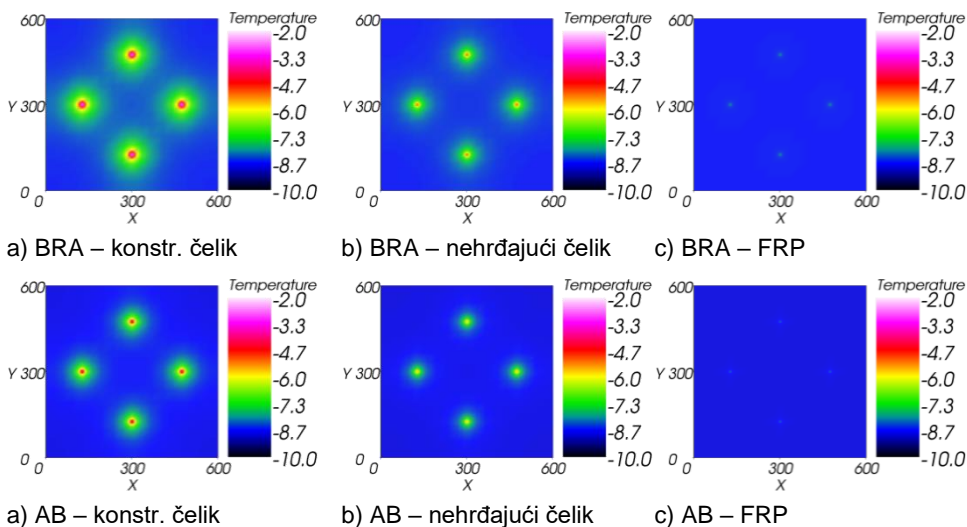 Temperature Temperature Temperature
600 -2.0 600 -2.0 600 -2.0
-3.3 -3.3 -3.3
-4.7 -4.7 -4.7
Y 300 -6.0 Y 300 -6.0 Y 300 -6.0
-7.3 -7.3 -7.3
-8.7 -8.7 -8.7
0 -10.0 0 -10.0 0 -10.0
0 300 600 0 300 600 0 300 600
X X X
a) BRA – konstr. čelik b) BRA – nehrđajući čelik c) BRA – FRP
Temperature Temperature Temperature
600 -2.0 600 -2.0 600 -2.0
-3.3 -3.3 -3.3
-4.7 -4.7 -4.7
Y 300 -6.0 Y 300 -6.0 Y 300 -6.0
-7.3 -7.3 -7.3
-8.7 -8.7 -8.7
0 -10.0 0 -10.0 0 -10.0
0 300 600 0 300 600 0 300 600
X X X
a) AB – konstr. čelik b) AB – nehrđajući čelik c) AB – FRP